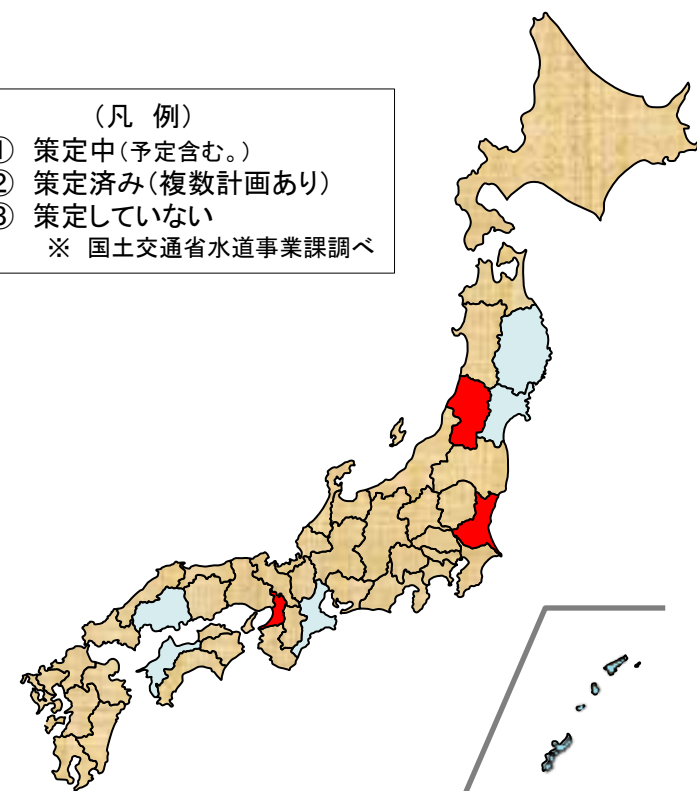 （凡 例）
① 策定中（予定含む。）
② 策定済み（複数計画あり）
③ 策定していない
※ 国土交通省水道事業課調べ